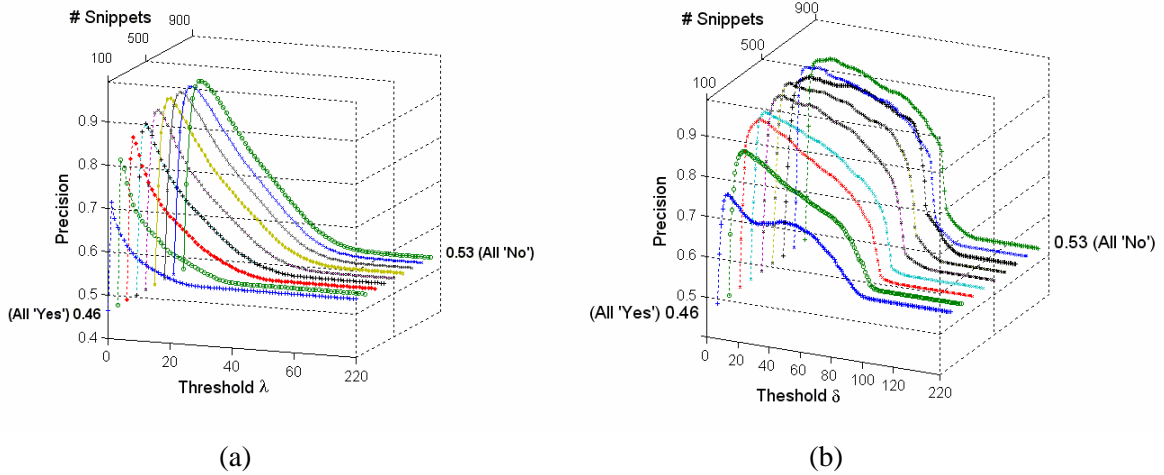 # Snippets
900
500
100
0.9
0.8
0.7
0.6
0.5
0.4
Precision
(All 'Yes') 0.46
0.53 (All 'No')
0
20
40
60
220
Threshold λ
(a)
# Snippets
900
500
100
0.9
0.8
0.7
0.6
0.5
Precision
(All 'Yes') 0.46
0.53 (All 'No')
0
20
40
60
80
100
120
220
Theshold δ
(b)